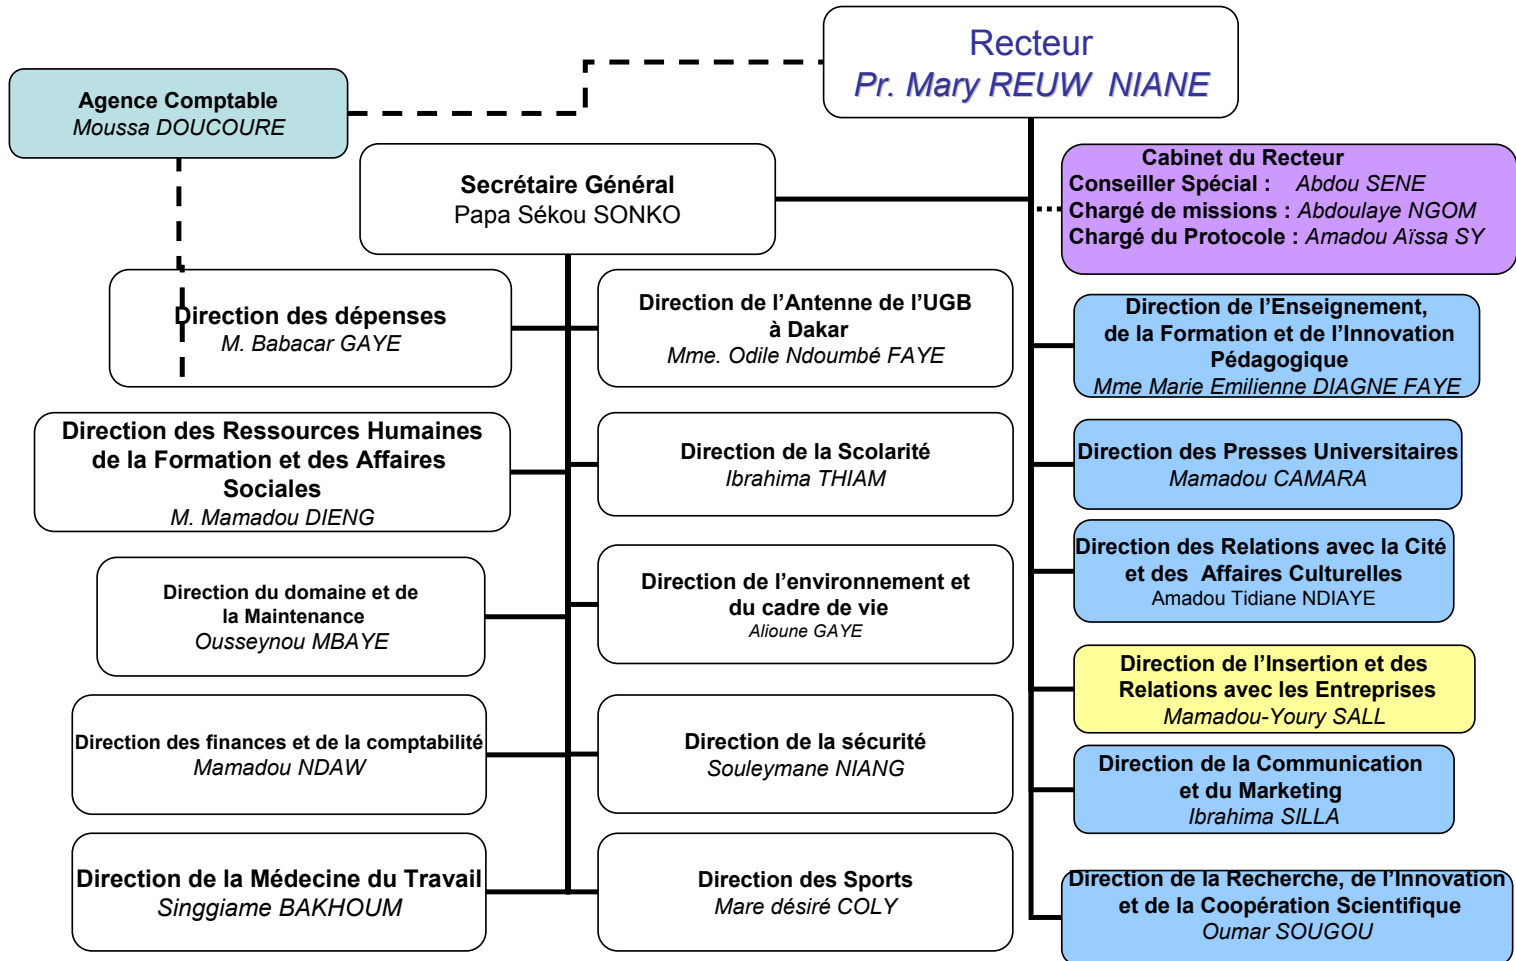 Recteur
Pr. Mary REUW NIANE
Agence Comptable
Moussa DOUCOURE
Secrétaire Général
Papa Sékou SONKO
Cabinet du Recteur
Conseiller Spécial : Abdou SENE
Chargé de missions : Abdoulaye NGOM
Chargé du Protocole : Amadou Aïssa SY
Direction des dépenses
M. Babacar GAYE
Direction de l’Antenne de l’UGB
à Dakar
Mme. Odile Ndoumbé FAYE
Direction de l’Enseignement,
de la Formation et de l’Innovation
Pédagogique
Mme Marie Emilienne DIAGNE FAYE
Direction des Ressources Humaines
de la Formation et des Affaires
Sociales
M. Mamadou DIENG
Direction de la Scolarité
Ibrahima THIAM
Direction des Presses Universitaires
Mamadou CAMARA
Direction du domaine et de
la Maintenance
Ousseynou MBAYE
Direction de l’environnement et
du cadre de vie
Alioune GAYE
Direction des Relations avec la Cité
et des Affaires Culturelles
Amadou Tidiane NDIAYE
Direction de l’Insertion et des
Relations avec les Entreprises
Mamadou-Youry SALL
Direction des finances et de la comptabilité
Mamadou NDAW
Direction de la sécurité
Souleymane NIANG
Direction de la Communication
et du Marketing
Ibrahima SILLA
Direction de la Médecine du Travail
Singgiame BAKHOUM
Direction des Sports
Mare désiré COLY
Direction de la Recherche, de l’Innovation
et de la Coopération Scientifique
Oumar SOUGOU